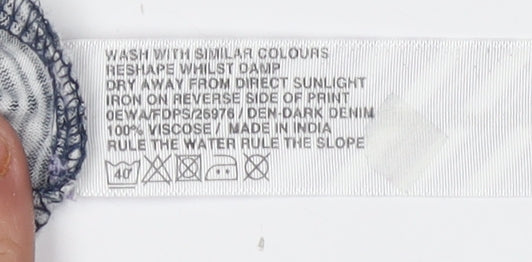 WASH WITH SIMILAR COLOURS
RESHAPE WHILST DAMP
DRY AWAY FROM DIRECT SUNLIGHT
IRON ON REVERSE SIDE OF PRINT
0EWA/FDPS/26976 / DEN-DARK DENIM
100% VISCOSE / MADE IN INDIA
RULE THE WATER RULE THE SLOPE
40°